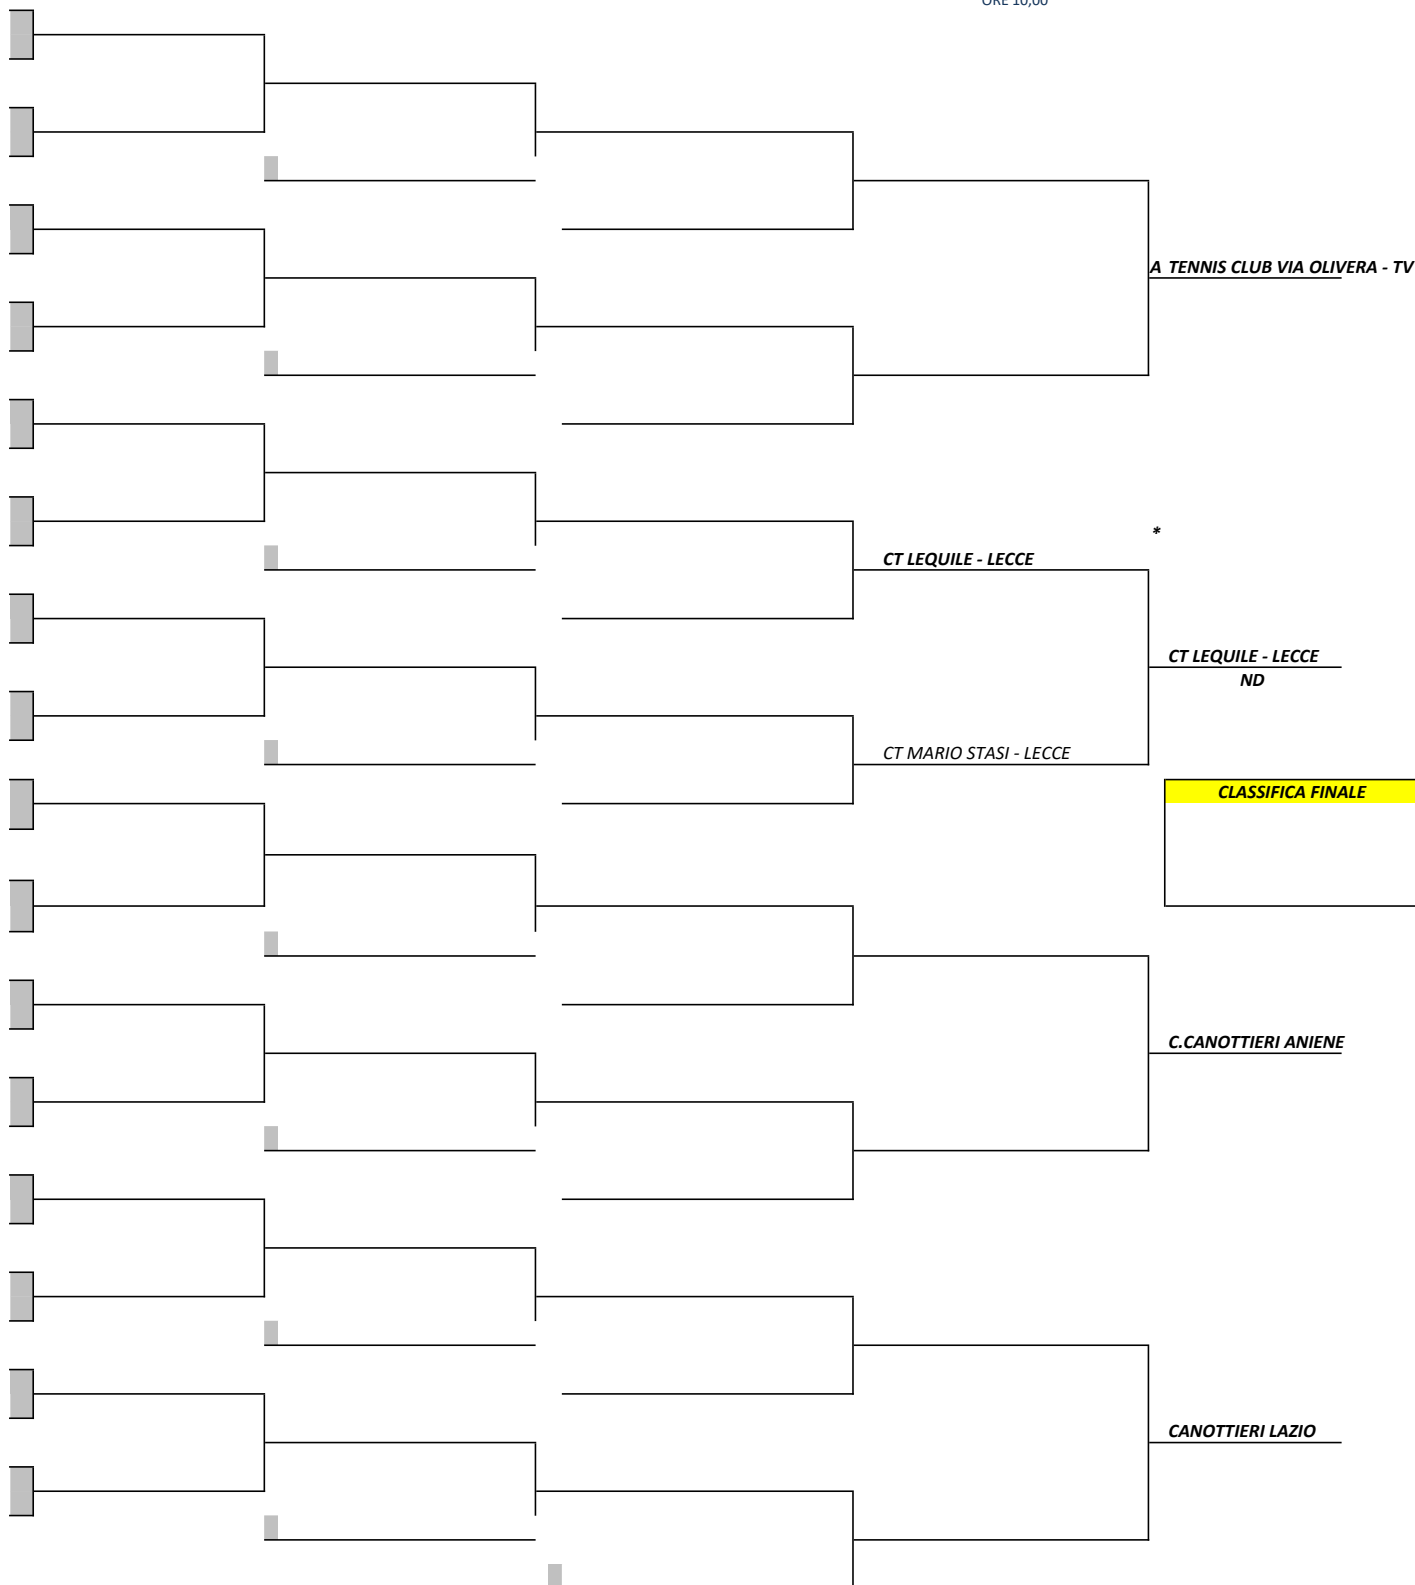 ORE 10,00
A TENNIS CLUB VIA OLIVERA - TV
*
CT LEQUILE - LECCE
CT LEQUILE - LECCE
ND
CT MARIO STASI - LECCE
CLASSIFICA FINALE
C.CANOTTIERI ANIENE
CANOTTIERI LAZIO